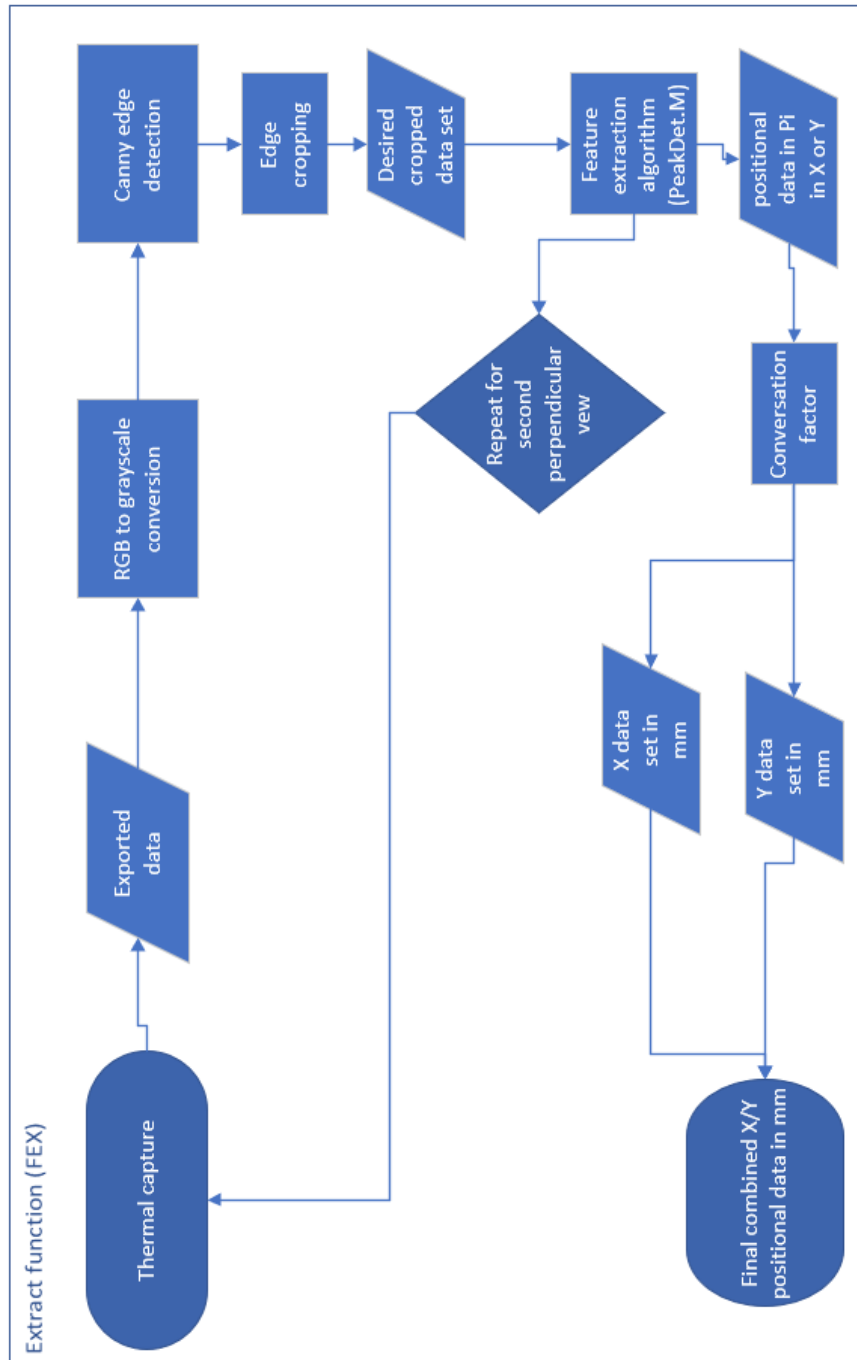 Extract function (FEX)
Thermal capture
Exported
data
RGB to grayscale
conversion
Canny edge
detection
Edge
cropping
Desired
cropped
data set
Feature
extraction
algorithm
(PeakDet.M)
Repeat for
second
perpendicular
vew
positional
data in Pi
in X or Y
Conversation
factor
X data
set in
mm
Y data
set in
mm
Final combined X/Y
positional data in mm